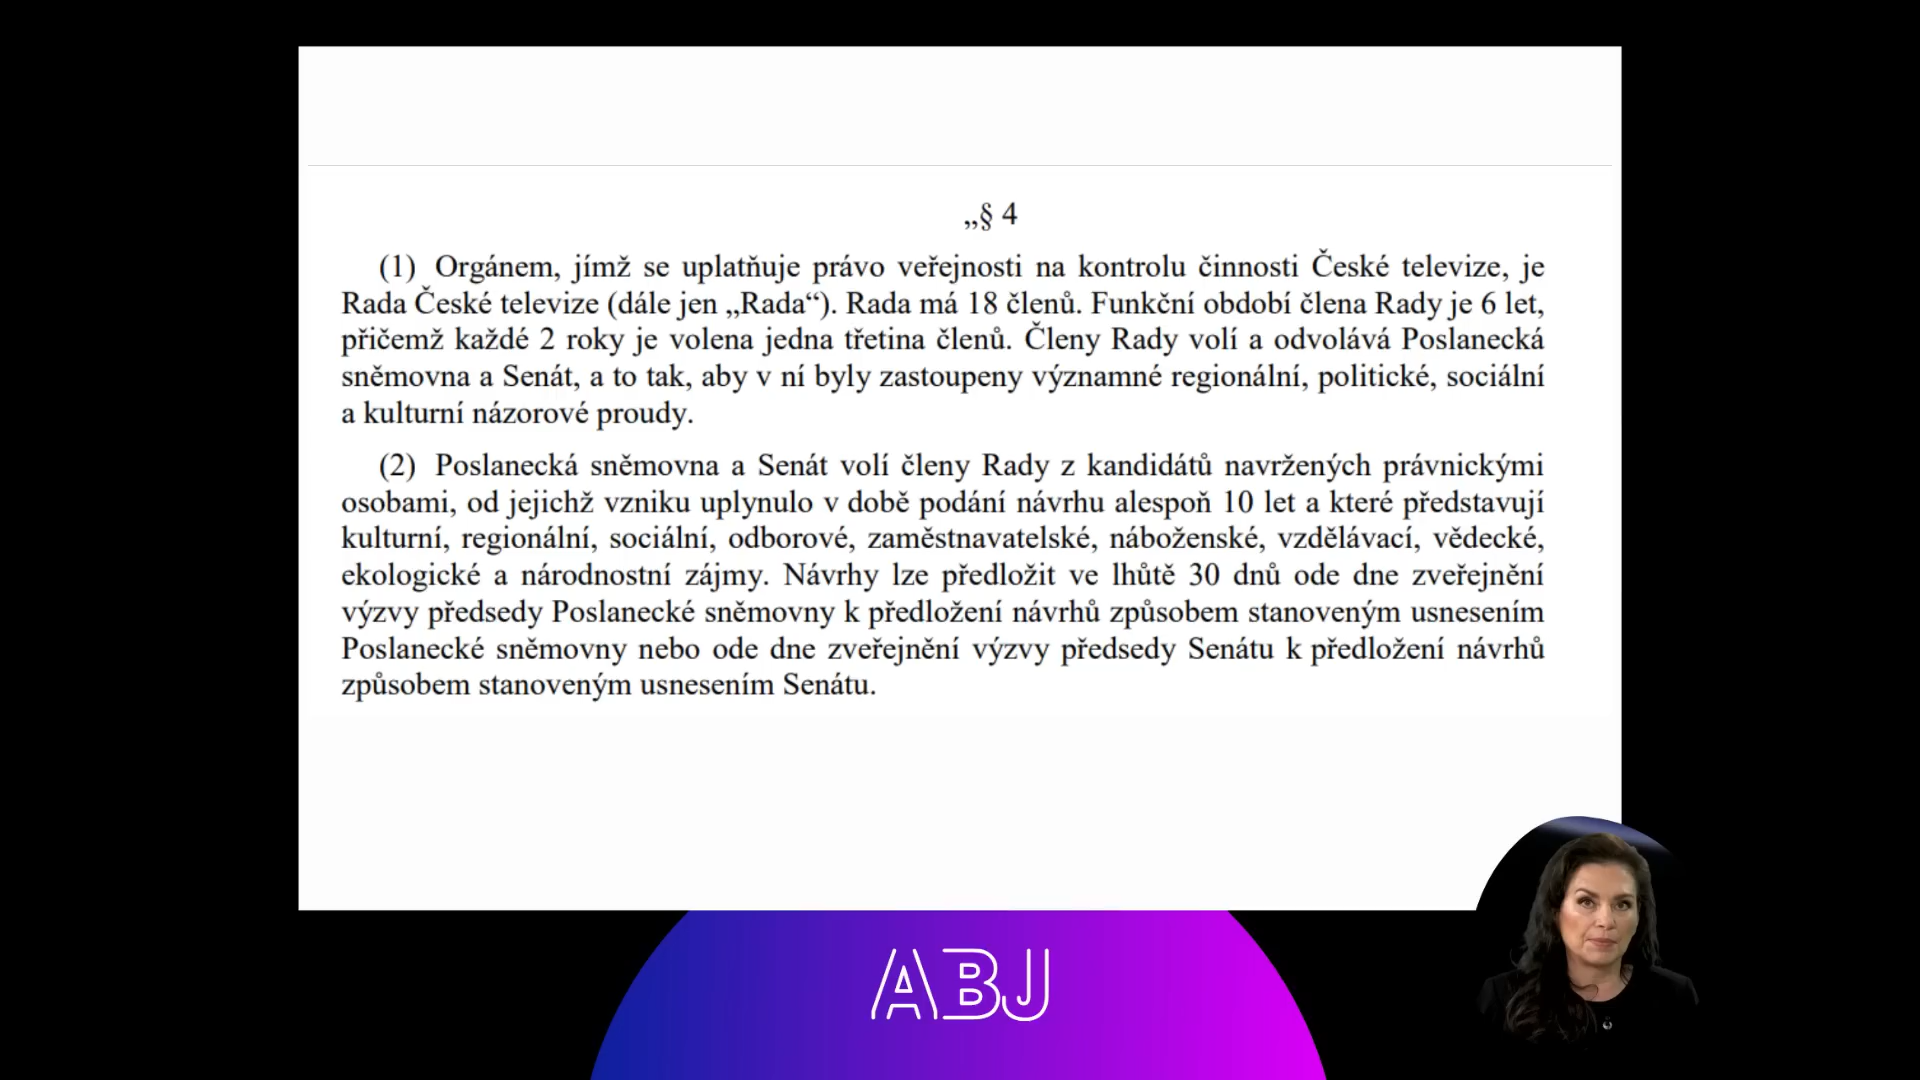 „§ 4
(1) Orgánem, jímž se uplatňuje právo veřejnosti na kontrolu činnosti České televize, je
Rada České televize (dále jen „Rada“). Rada má 18 členů. Funkční období člena Rady je 6 let,
přičemž každé 2 roky je volena jedna třetina členů. Členy Rady volí a odvolává Poslanecká
sněmovna a Senát, a to tak, aby v ní byly zastoupeny významné regionální, politické, sociální
a kulturní názorové proudy.
(2) Poslanecká sněmovna a Senát volí členy Rady z kandidátů navržených právnickými
osobami, od jejichž vzniku uplynulo v době podání návrhu alespoň 10 let a které představují
kulturní, regionální, sociální, odborové, zaměstnavatelské, náboženské, vzdělávací, vědecké,
ekologické a národnostní zájmy. Návrhy lze předložit ve lhůtě 30 dnů ode dne zveřejnění
výzvy předsedy Poslanecké sněmovny k předložení návrhů způsobem stanoveným usnesením
Poslanecké sněmovny nebo ode dne zveřejnění výzvy předsedy Senátu k předložení návrhů
způsobem stanoveným usnesením Senátu.
ABJ